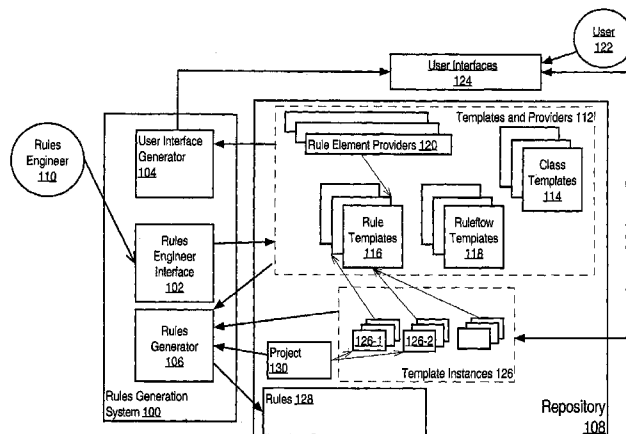 User
122
User Interfaces
124
Templates and Providers 112
User Interface
Generator
104
Rule Element Providers 120
Class
Templates
114
Rules
Engineer
110
Rule
Templates
116
Ruleflow
Templates
118
Rules
Engineer
Interface
102
Rules
Generator
106
126-1
126-2
Project
130
Template Instances 126
Rules Generation
System 100
Rules 128
Repository
108